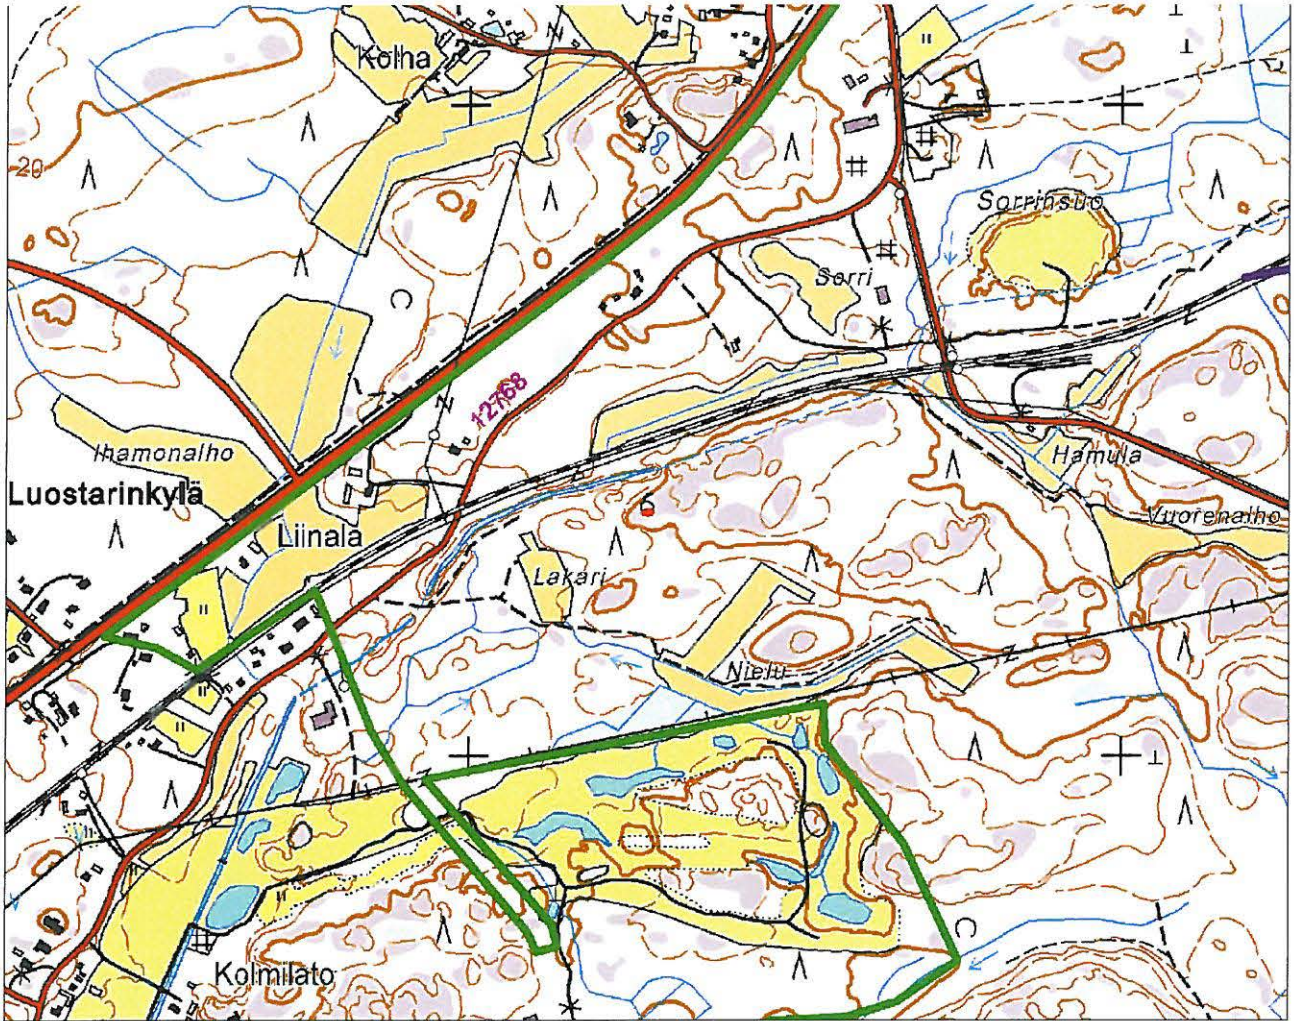 Kolha
20
Sorrinsuo
Sorri
12768
Ihamonalho
Hamula
Luostarinkylä
Vuorenalho
Liinala
Lakari
Nielu
Kolmilato